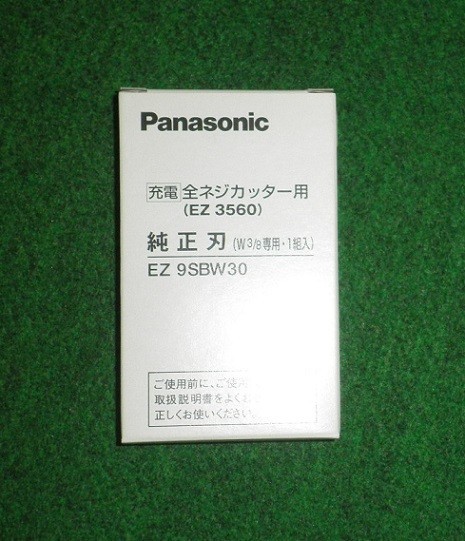 Panasonic
充電 全ネジカッター用
(EZ 3560)
純正刃 (W3/8専用・1組入)
EZ 9SBW30
ご使用前に、ご使
取扱説明書をよくお
正しくお使いください。